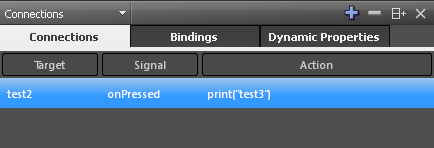 Connections
Connections Bindings Dynamic Properties
Target Signal Action
test2 onPressed print("test3")